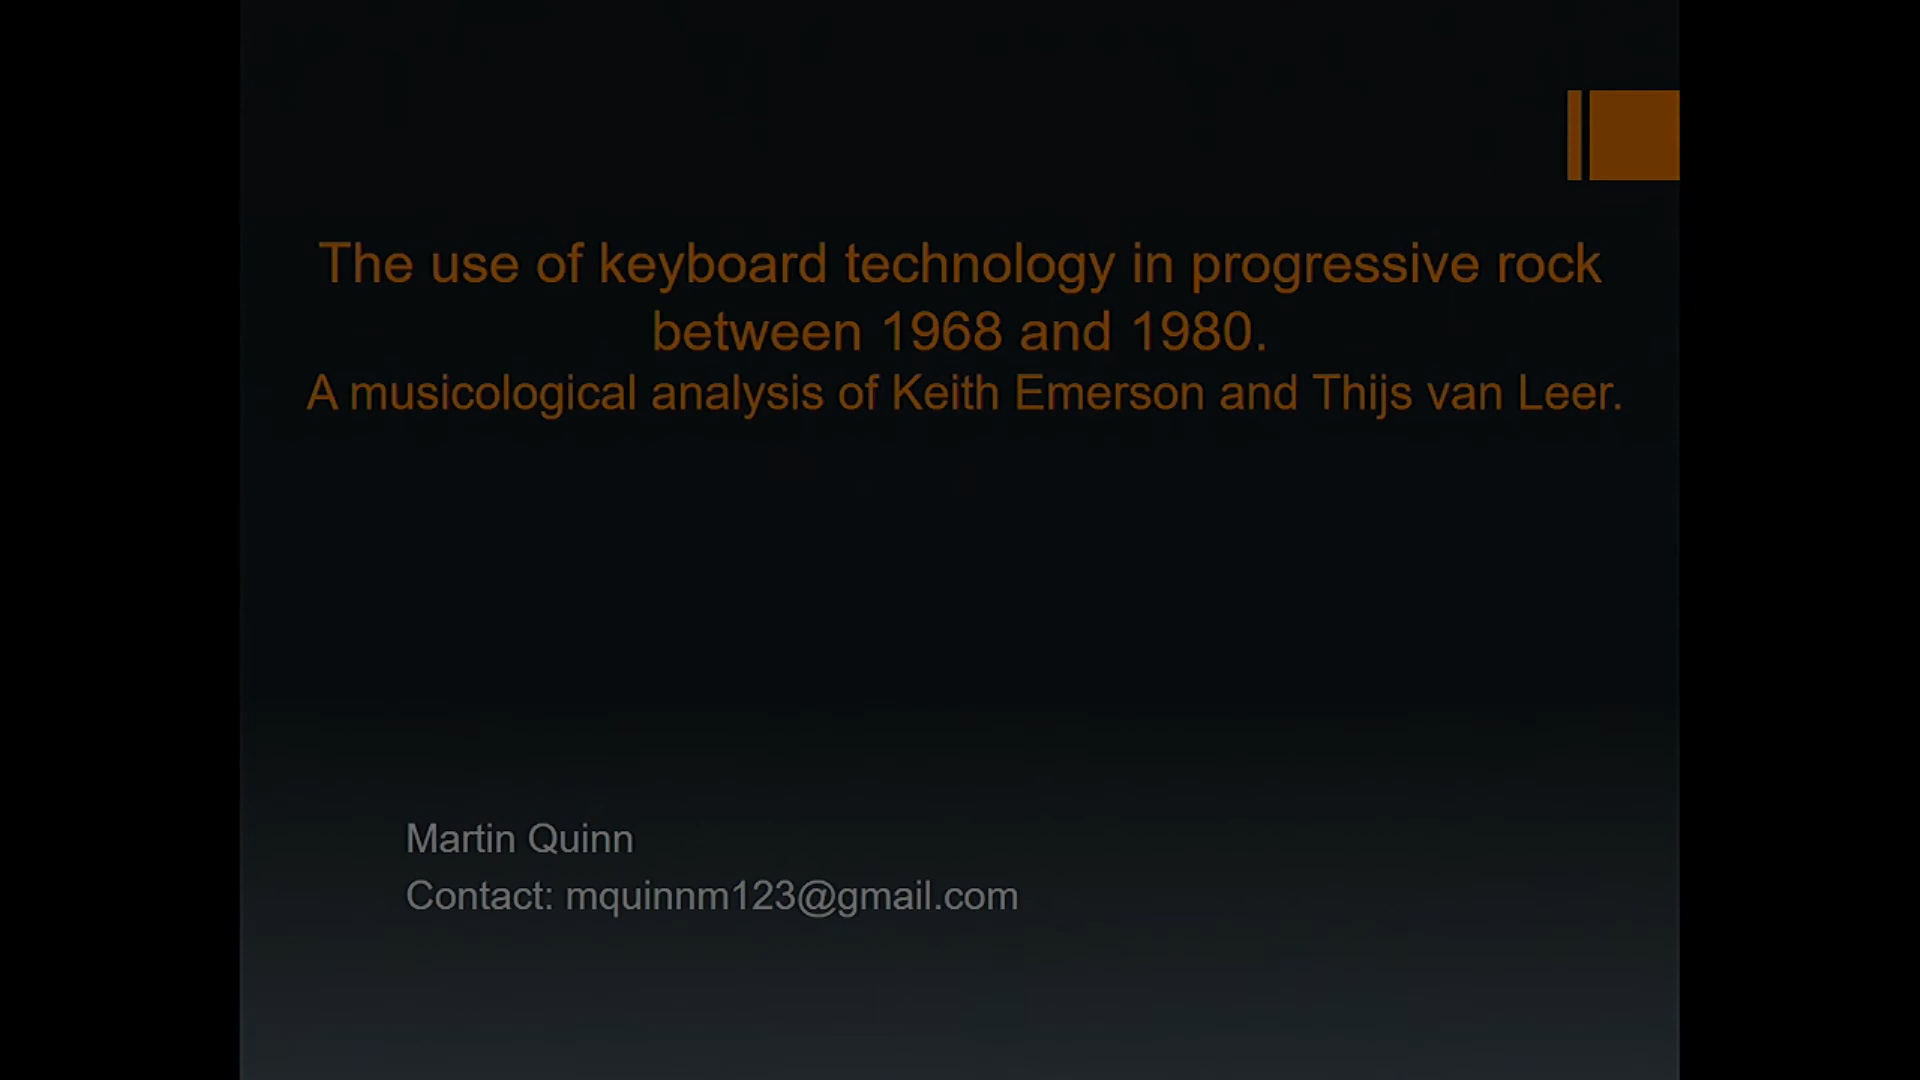 The use of keyboard technology in progressive rock
between 1968 and 1980.
A musicological analysis of Keith Emerson and Thijs van Leer.
Martin Quinn
Contact: mquinnm123@gmail.com